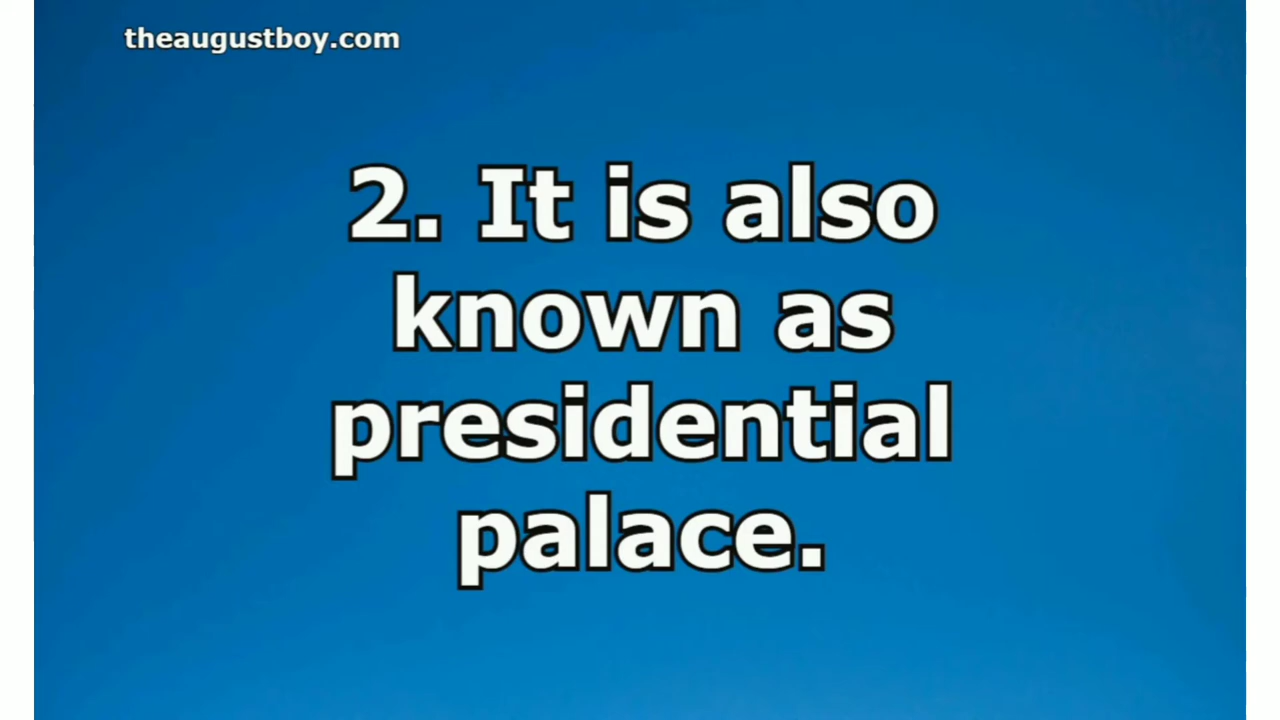 theaugustboy.com
2. It is also
known as
presidential
palace.